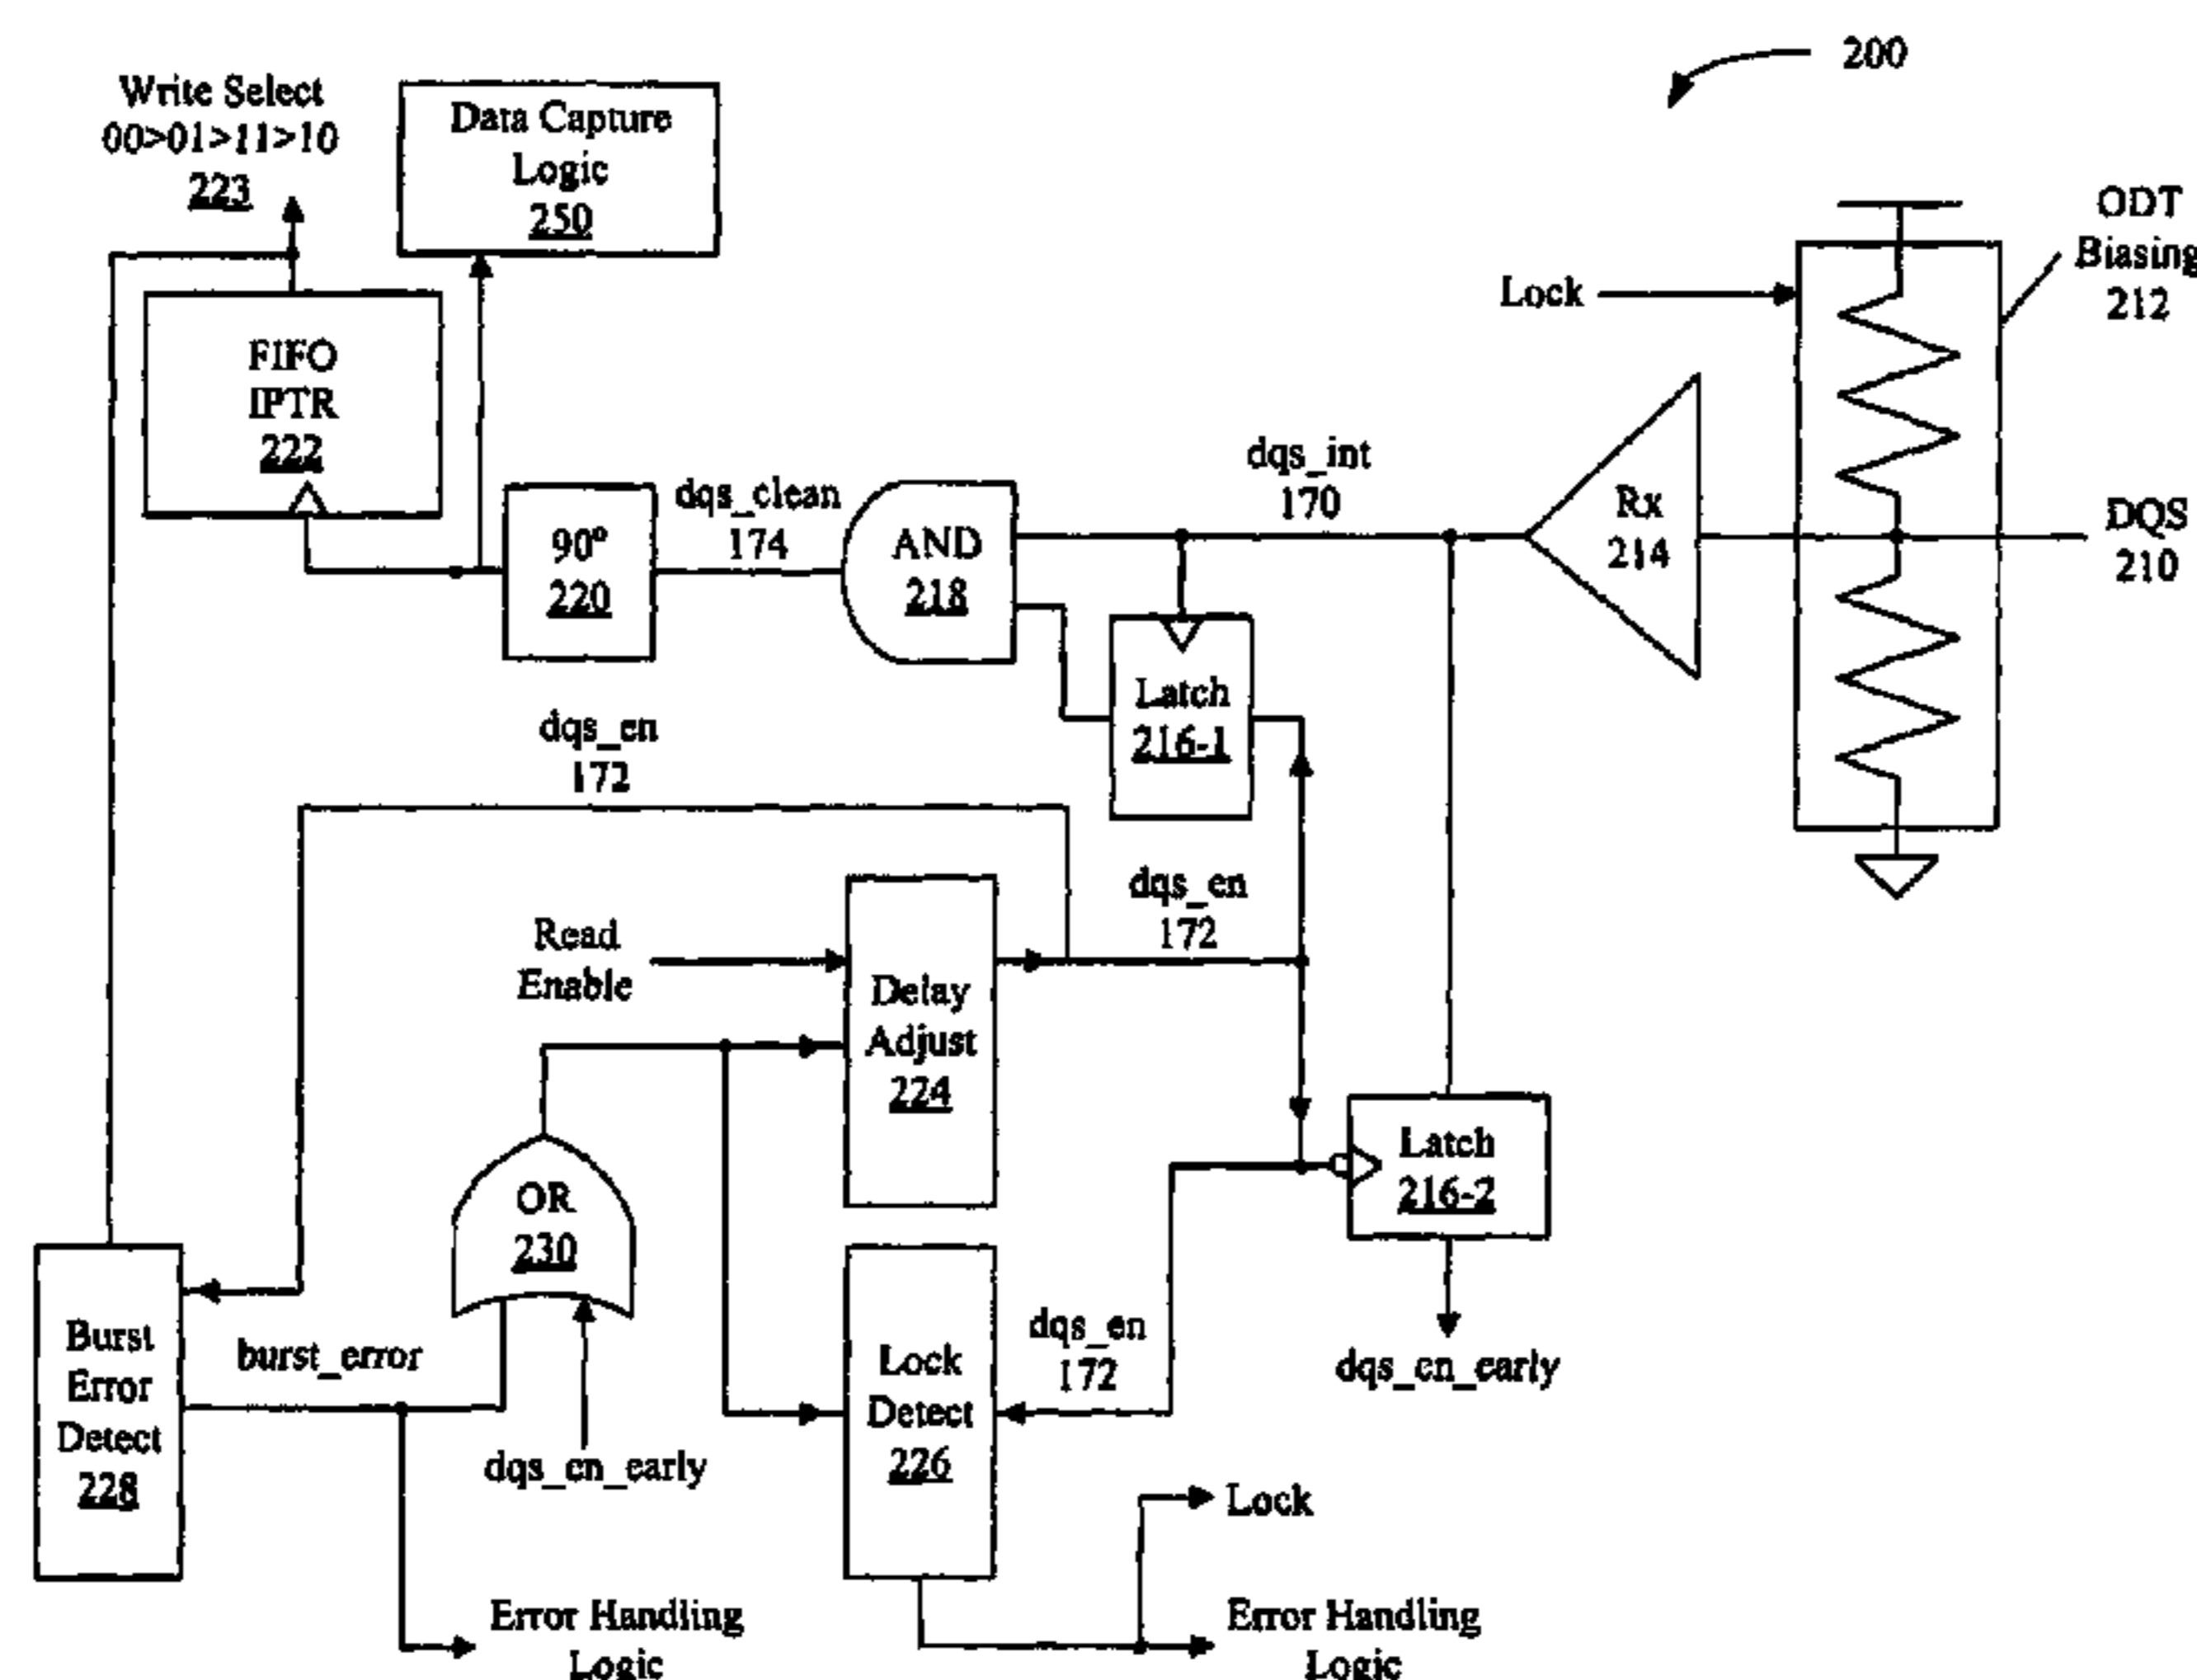 200
Write Select
00>01>11>10
223
Data Capture
Logic
250
ODT
Biasing
212
Lock
FIFO
IPTR
222
dqs_int
170
Rx
214
DQS
210
dqs_clean
174
90°
220
AND
218
Latch
216-1
dqs_en
172
dqs_en
172
Read
Enable
Delay
Adjust
224
Latch
216-2
OR
230
dqs_en
172
dqs_en_early
Burst
Error
Detect
228
burst_error
Lock
Detect
226
dqs_en_early
Lock
Error Handling
Logic
Error Handling
Logic